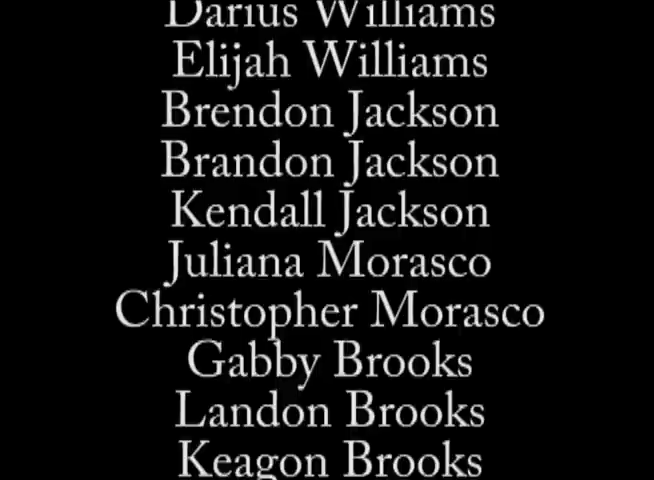 Darius Williams
Elijah Williams
Brendon Jackson
Brandon Jackson
Kendall Jackson
Juliana Morasco
Christopher Morasco
Gabby Brooks
Landon Brooks
Keagon Brooks